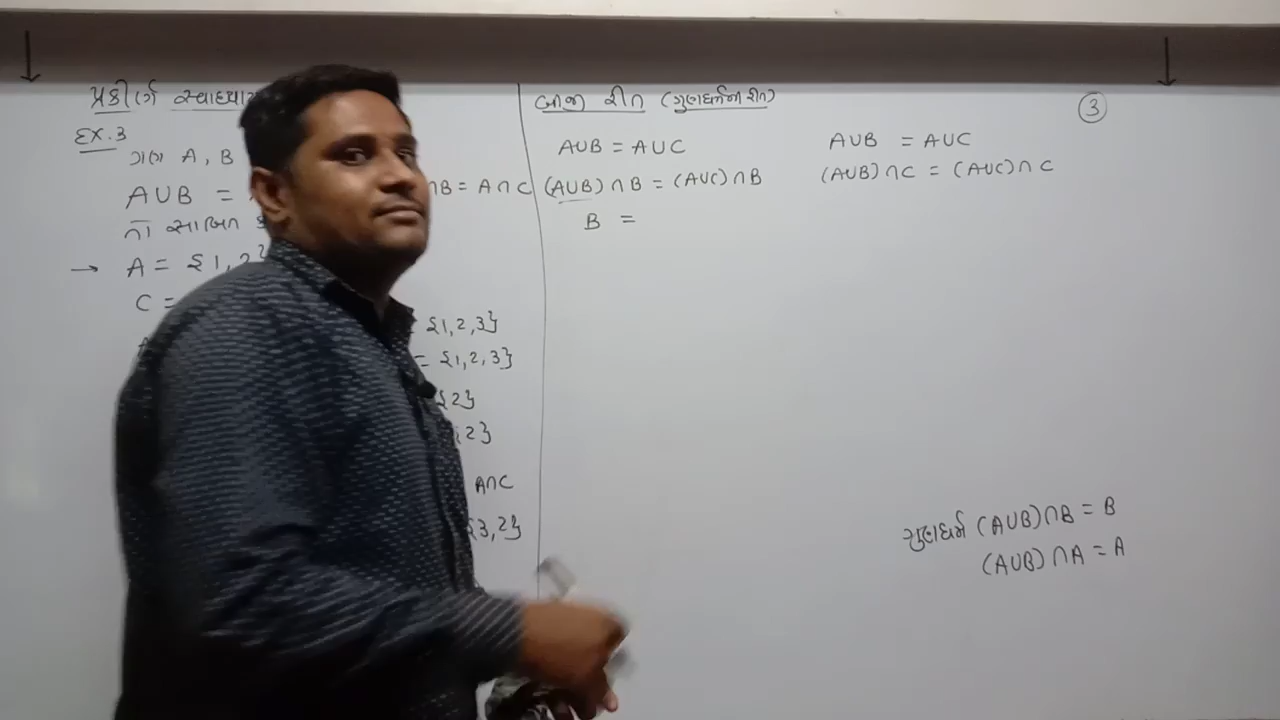 પ્રકીર્ણ સ્વાધ્યાય
EX.3
ગણ A, B
A∪B = ∩B = A∩C
તો સાબિત
→ A = {1, 2
C =
{1, 2, 3}
= {1, 2, 3}
{2}
, 2}
A∩C
{3, 2}
બીજી રીત (ગુણધર્મની રીત)
A∪B = A∪C
(A∪B)∩B = (A∪C)∩B
B =
3
A∪B = A∪C
(A∪B)∩C = (A∪C)∩C
ગુણધર્મ (A∪B)∩B = B
(A∪B)∩A = A